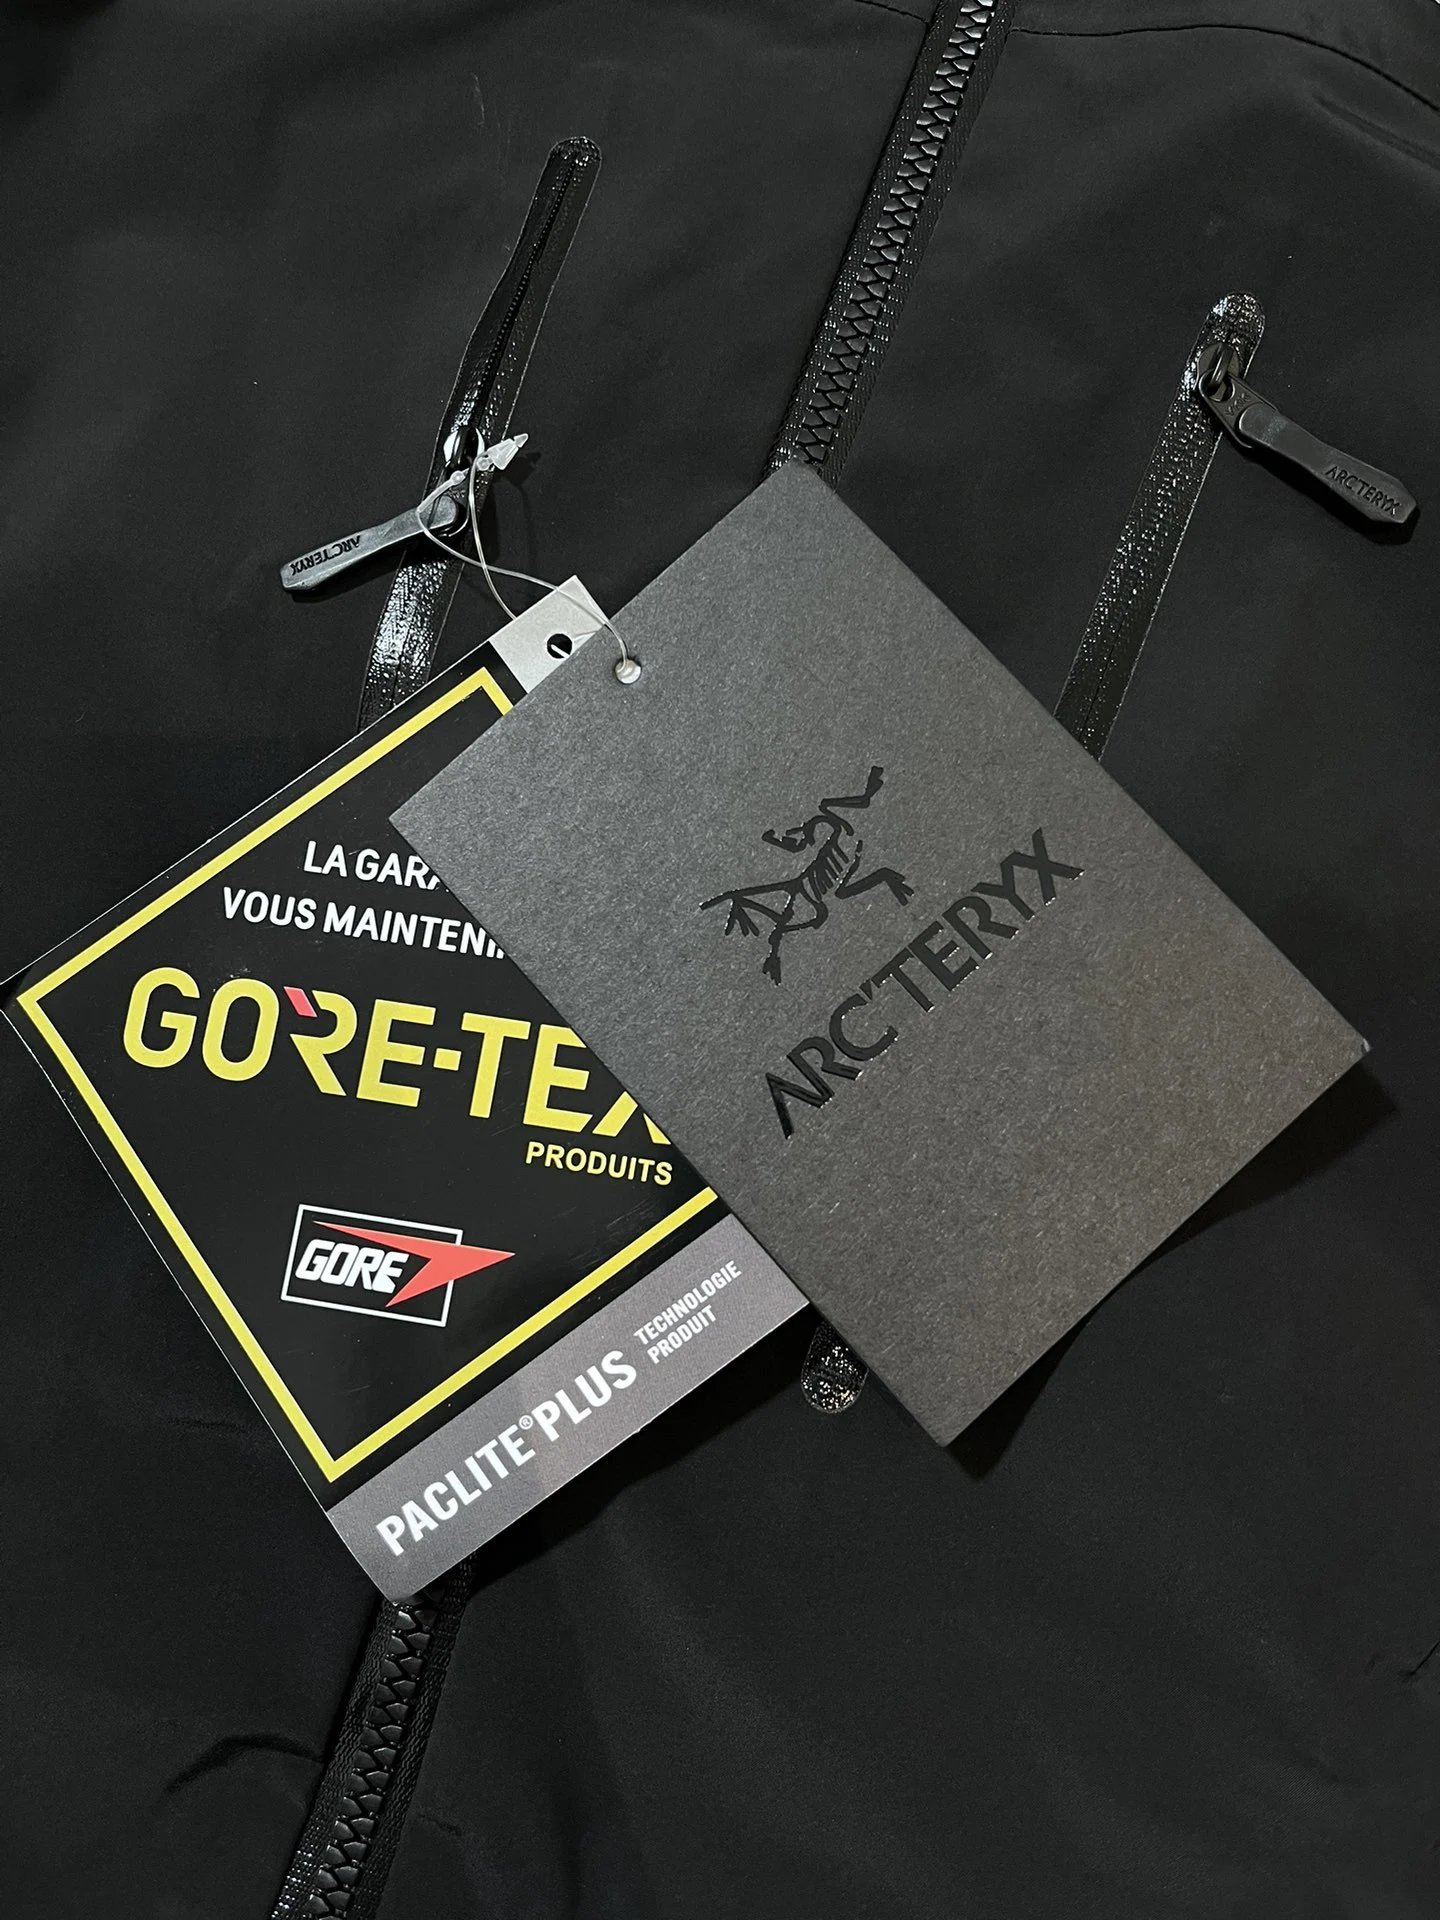 ARC'TERYX
ARC'TERYX
LA GARA
VOUS MAINTENI
GORE-TEX
PRODUITS
GORE
PACLITE® PLUS
TECHNOLOGIE
PRODUIT
ARC'TERYX